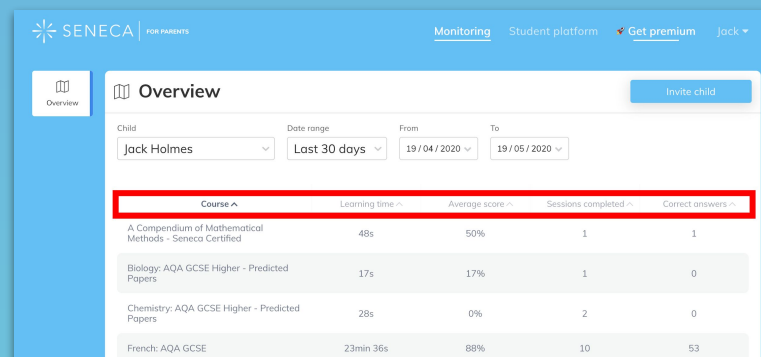 SENECA FOR PARENTS
Monitoring Student platform Get premium Jack
Overview
Overview
Invite child
Child Date range From To
Jack Holmes Last 30 days 19 / 04 / 2020 19 / 05 / 2020
Course Learning time Average score Sessions completed Correct answers
A Compendium of Mathematical
Methods - Seneca Certified
48s 50% 1 1
Biology: AQA GCSE Higher - Predicted
Papers
17s 17% 1 0
Chemistry: AQA GCSE Higher - Predicted
Papers
28s 0% 2 0
French: AQA GCSE 23min 36s 88% 10 53